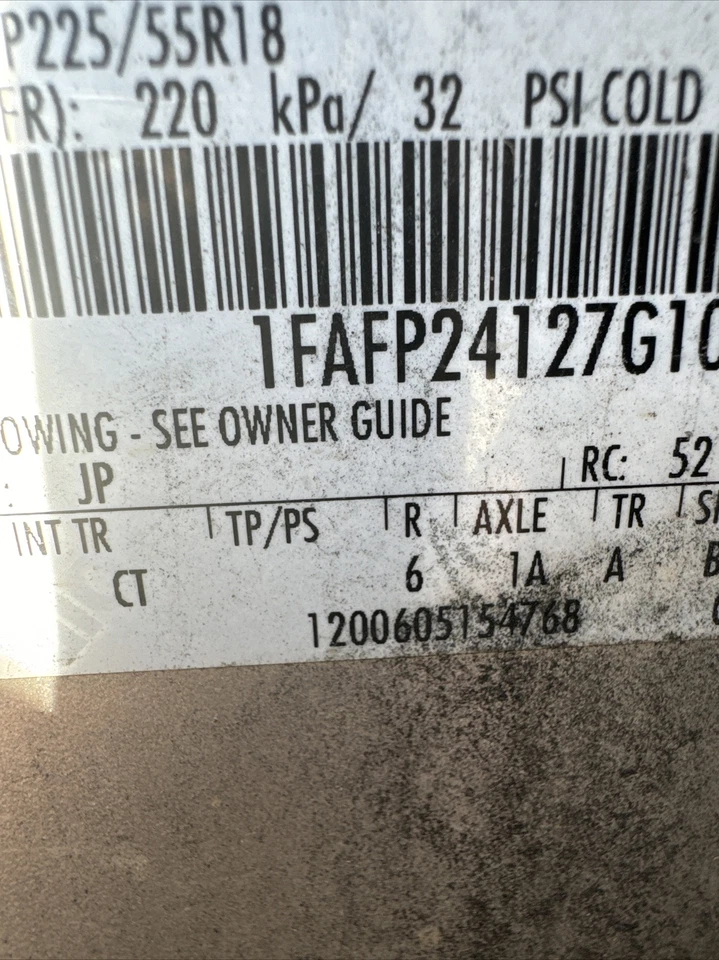 P225/55R18
FR): 220 kPa/ 32 PSI COLD
1FAFP24127G10
OWING - SEE OWNER GUIDE
: JP RC: 52
INT TR TP/PS R AXLE TR
CT 6 1A A B
1200605154768